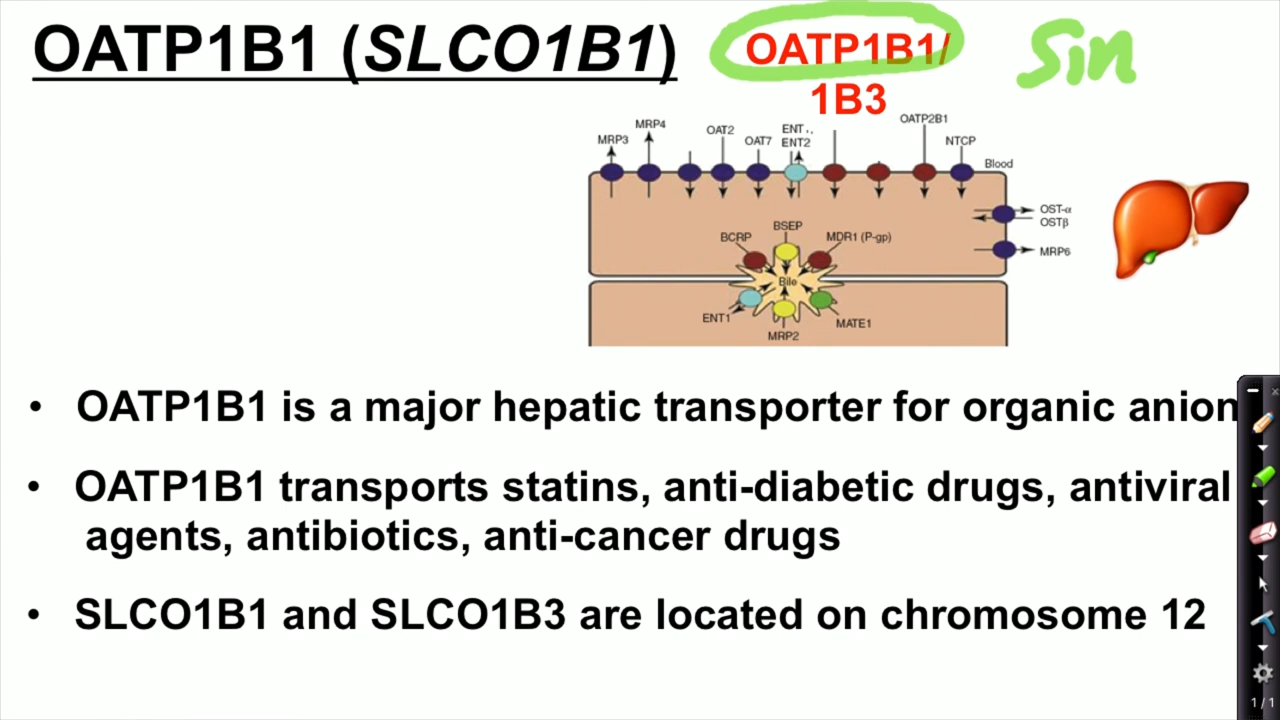 OATP1B1 (SLCO1B1)
OATP1B1/
1B3
Sin
MRP3
MRP4
OAT2
OAT7
ENT
ENT2
OATP2B1
NTCP
Blood
OST-α
OSTβ
MRP6
BCRP
BSEP
MDR1 (P-gp)
Bile
ENT1
MRP2
MATE1
• OATP1B1 is a major hepatic transporter for organic anion
• OATP1B1 transports statins, anti-diabetic drugs, antiviral
agents, antibiotics, anti-cancer drugs
• SLCO1B1 and SLCO1B3 are located on chromosome 12
1 / 1